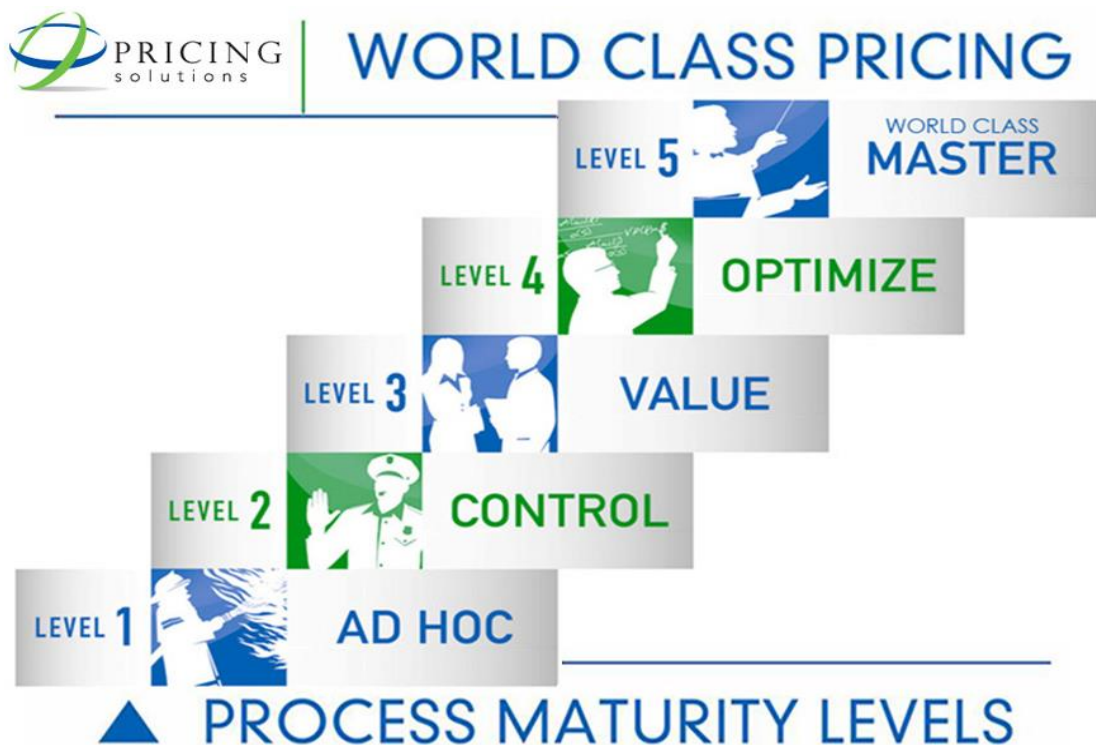 PRICING
solutions
WORLD CLASS PRICING
LEVEL 5
WORLD CLASS
MASTER
LEVEL 4
OPTIMIZE
LEVEL 3
VALUE
LEVEL 2
CONTROL
LEVEL 1
AD HOC
PROCESS MATURITY LEVELS